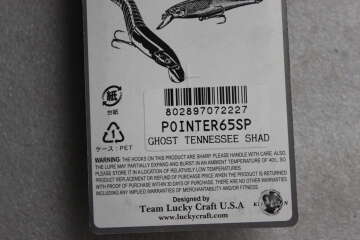 紙
台紙
802897072227
POINTER65SP
GHOST TENNESSEE SHAD
ケース：PET
WARNING: THE HOOKS ON THIS PRODUCT ARE SHARP. PLEASE HANDLE WITH CARE. ALSO,
THE LURE MAY PARTIALLY EXPAND AND BURST IN AN AMBIENT TEMPERATURE OF 40, SO
PLEASE STORE IT IN A LOCATION OF RELATIVELY LOW TEMPERATURES.
PRODUCT REPLACEMENT OR REFUND OF PURCHASE PRICE WHEN THE PRODUCT IS RETURNED
WITH PROOF OF PURCHASE WITHIN 30 DAYS OF PURCHASE. THERE ARE NO OTHER EXPRESS OR
IMPLIED WARRANTIES OF MERCHANTABILITY AND/OR FITNESS
Designed by
Team Lucky Craft U.S.A
www.luckycraft.com